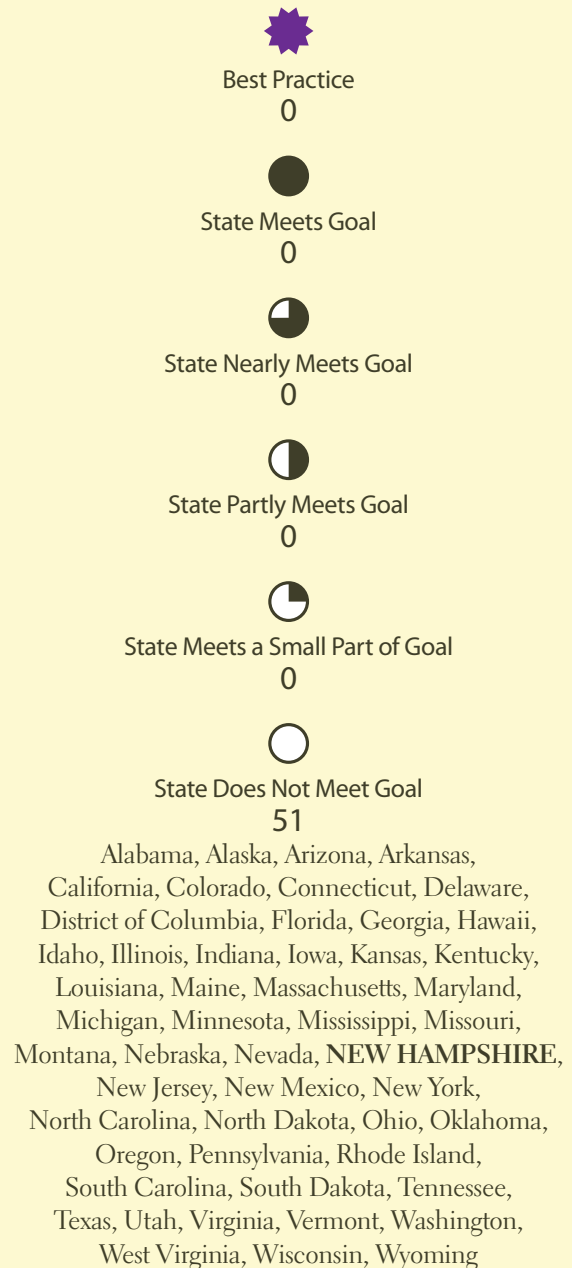 Best Practice
0
State Meets Goal
0
State Nearly Meets Goal
0
State Partly Meets Goal
0
State Meets a Small Part of Goal
0
State Does Not Meet Goal
51
Alabama, Alaska, Arizona, Arkansas,
California, Colorado, Connecticut, Delaware,
District of Columbia, Florida, Georgia, Hawaii,
Idaho, Illinois, Indiana, Iowa, Kansas, Kentucky,
Louisiana, Maine, Massachusetts, Maryland,
Michigan, Minnesota, Mississippi, Missouri,
Montana, Nebraska, Nevada, NEW HAMPSHIRE,
New Jersey, New Mexico, New York,
North Carolina, North Dakota, Ohio, Oklahoma,
Oregon, Pennsylvania, Rhode Island,
South Carolina, South Dakota, Tennessee,
Texas, Utah, Virginia, Vermont, Washington,
West Virginia, Wisconsin, Wyoming